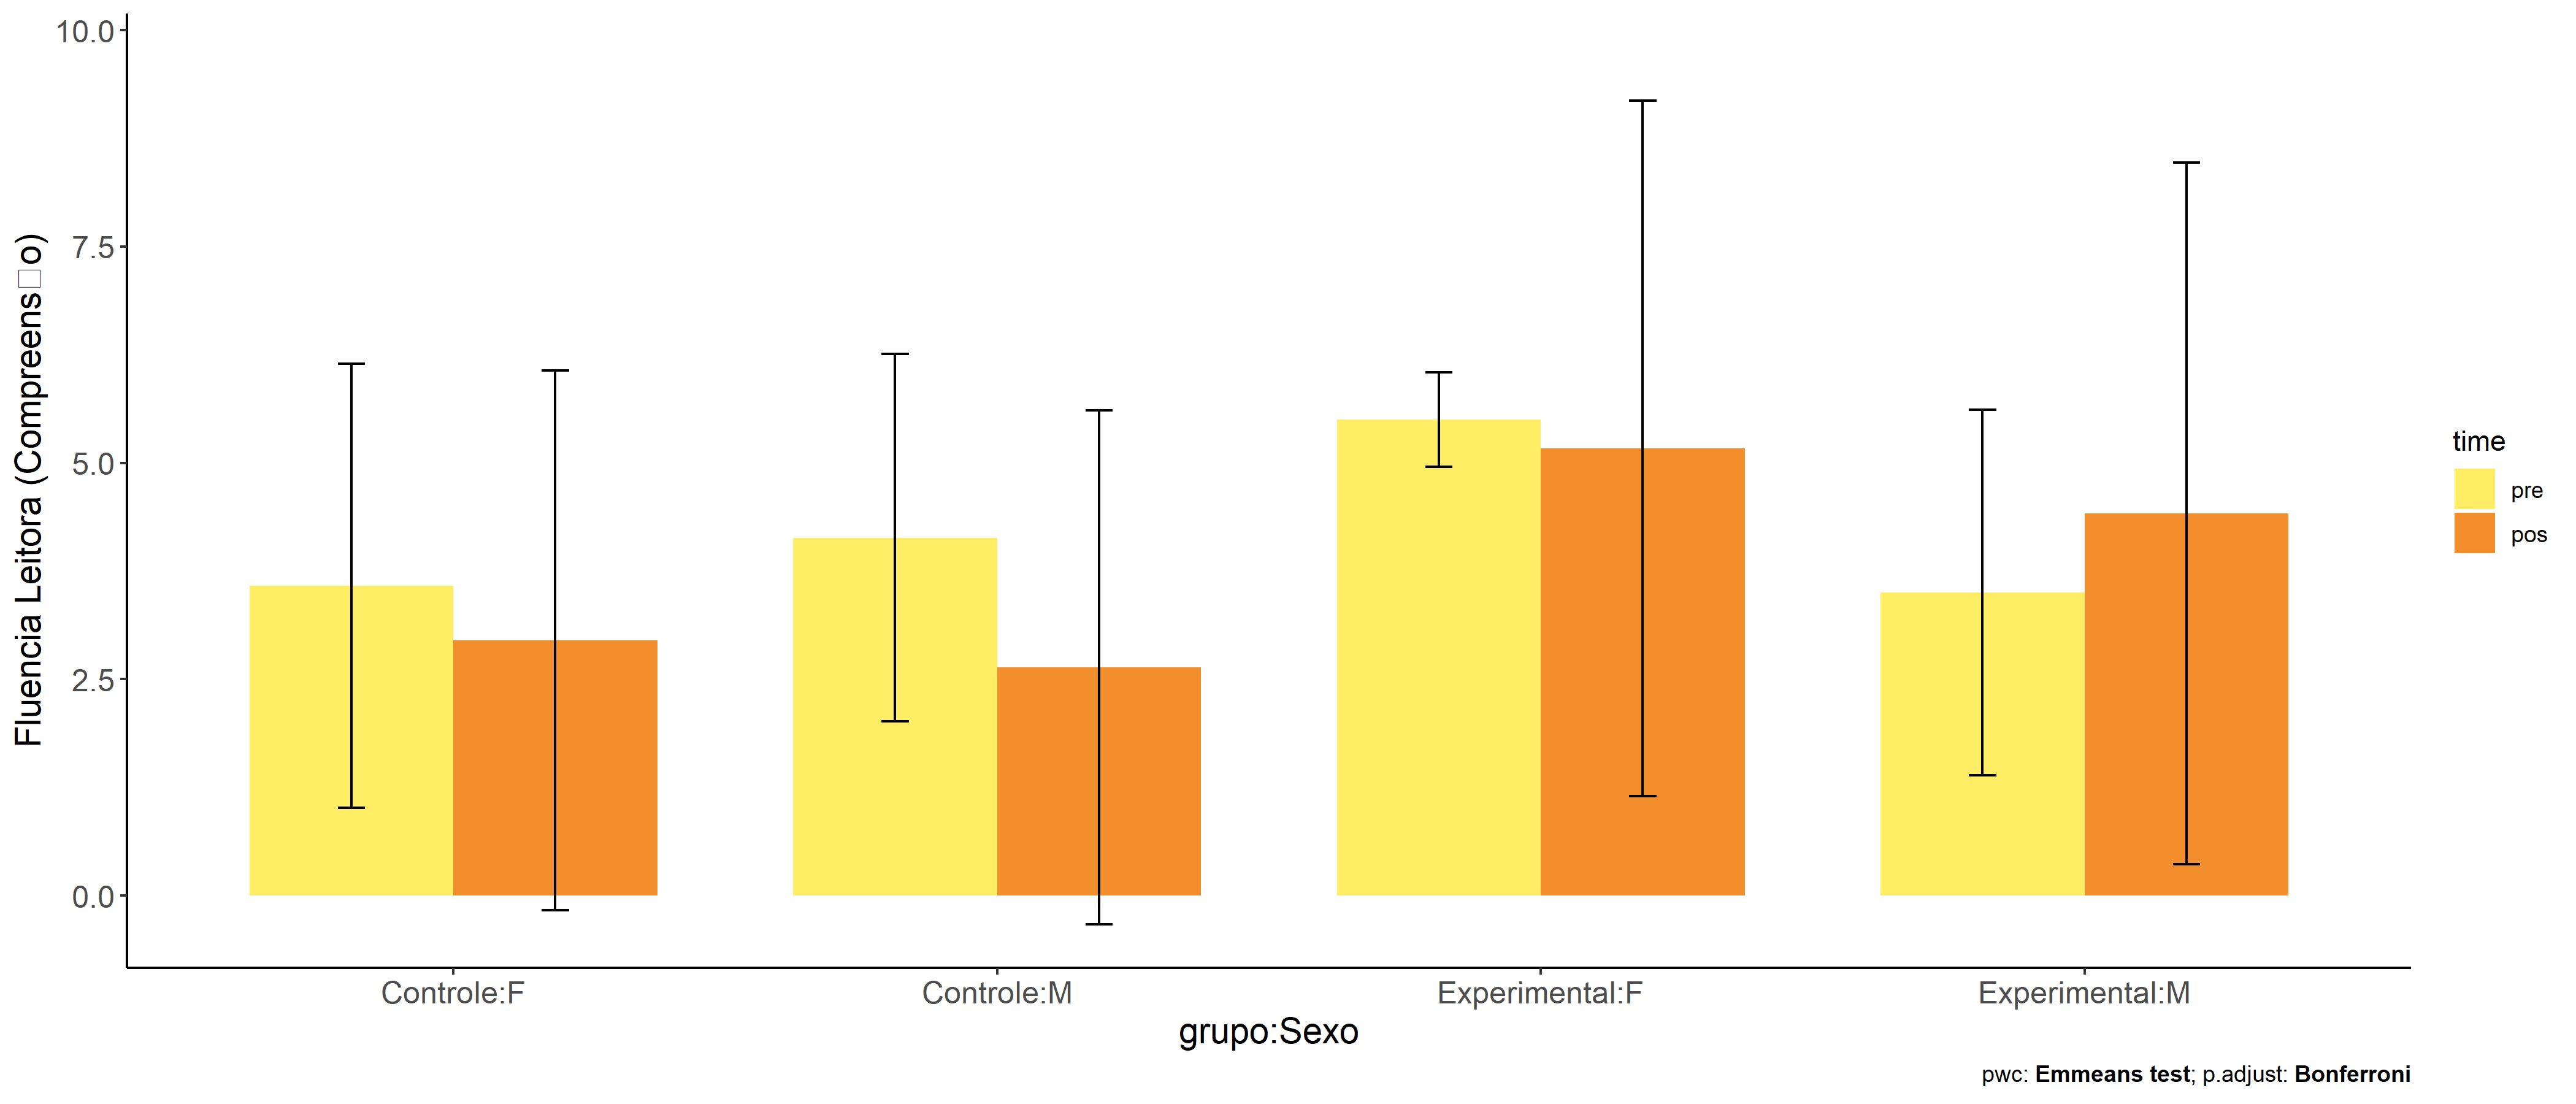 10.0
7.5
5.0
2.5
0.0
Fluencia Leitora (Compreens□o)
Controle:F
Controle:M
Experimental:F
Experimental:M
grupo:Sexo
time
pre
pos
pwc: Emmeans test; p.adjust: Bonferroni